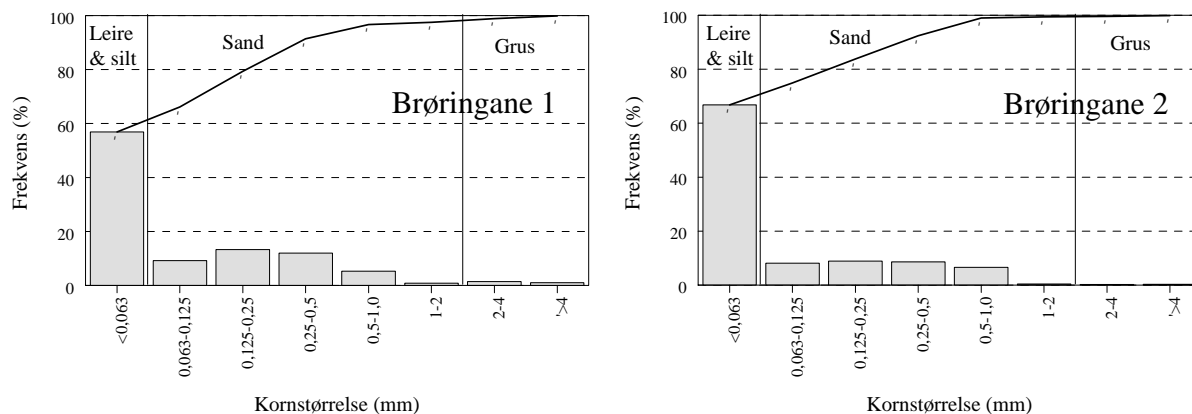 100
80
60
40
20
0
Frekvens (%)
Leire
& silt
Sand
Grus
Brøringane 1
<0,063
0,063-0,125
0,125-0,25
0,25-0,5
0,5-1,0
1-2
2-4
'>4
Kornstørrelse (mm)
100
80
60
40
20
0
Frekvens (%)
Leire
& silt
Sand
Grus
Brøringane 2
<0,063
0,063-0,125
0,125-0,25
0,25-0,5
0,5-1,0
1-2
2-4
'>4
Kornstørrelse (mm)